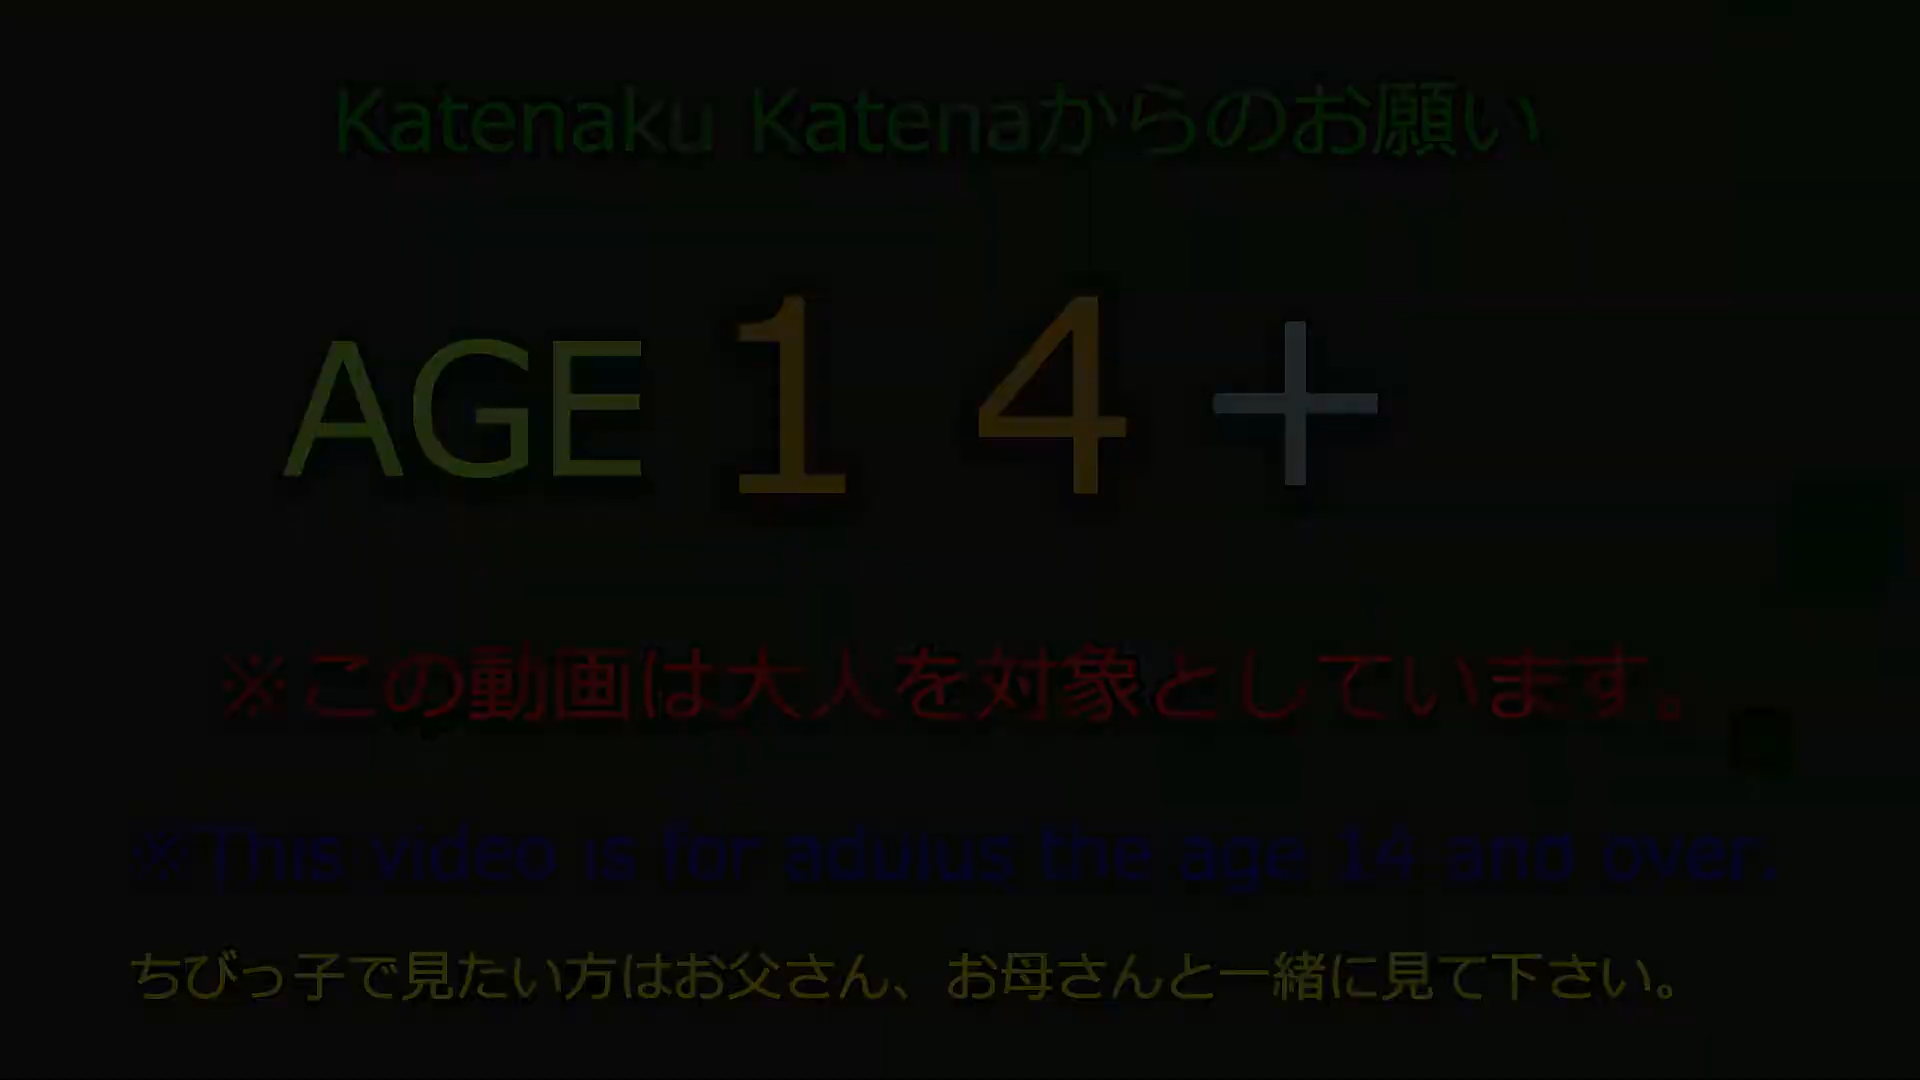 Katenaku Katenaからのお願い
AGE １４＋
※この動画は大人を対象としています。
※This video is for adulus the age 14 and over.
ちびっ子で見たい方はお父さん、お母さんと一緒に見て下さい。